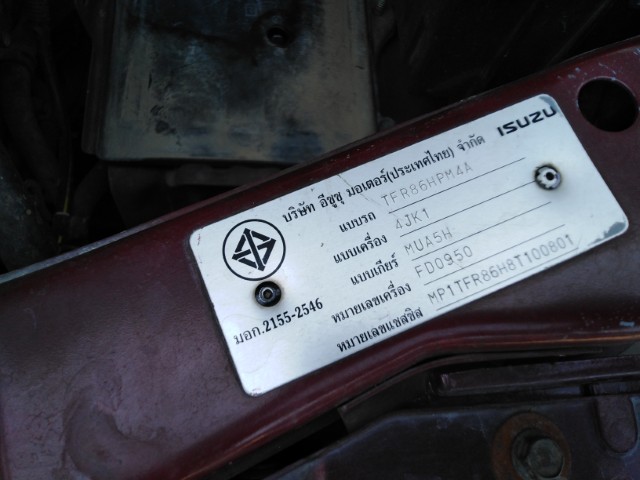 ISUZU
บริษัท อีซูซุ มอเตอร์(ประเทศไทย) จำกัด
แบบรถ TFR86HPM4A
แบบเครื่อง 4JK1
แบบเกียร์ MUA5H
หมายเลขเครื่อง FD0950
หมายเลขแชสซิส MP1TFR86H8T100801
มอก.2155-2546